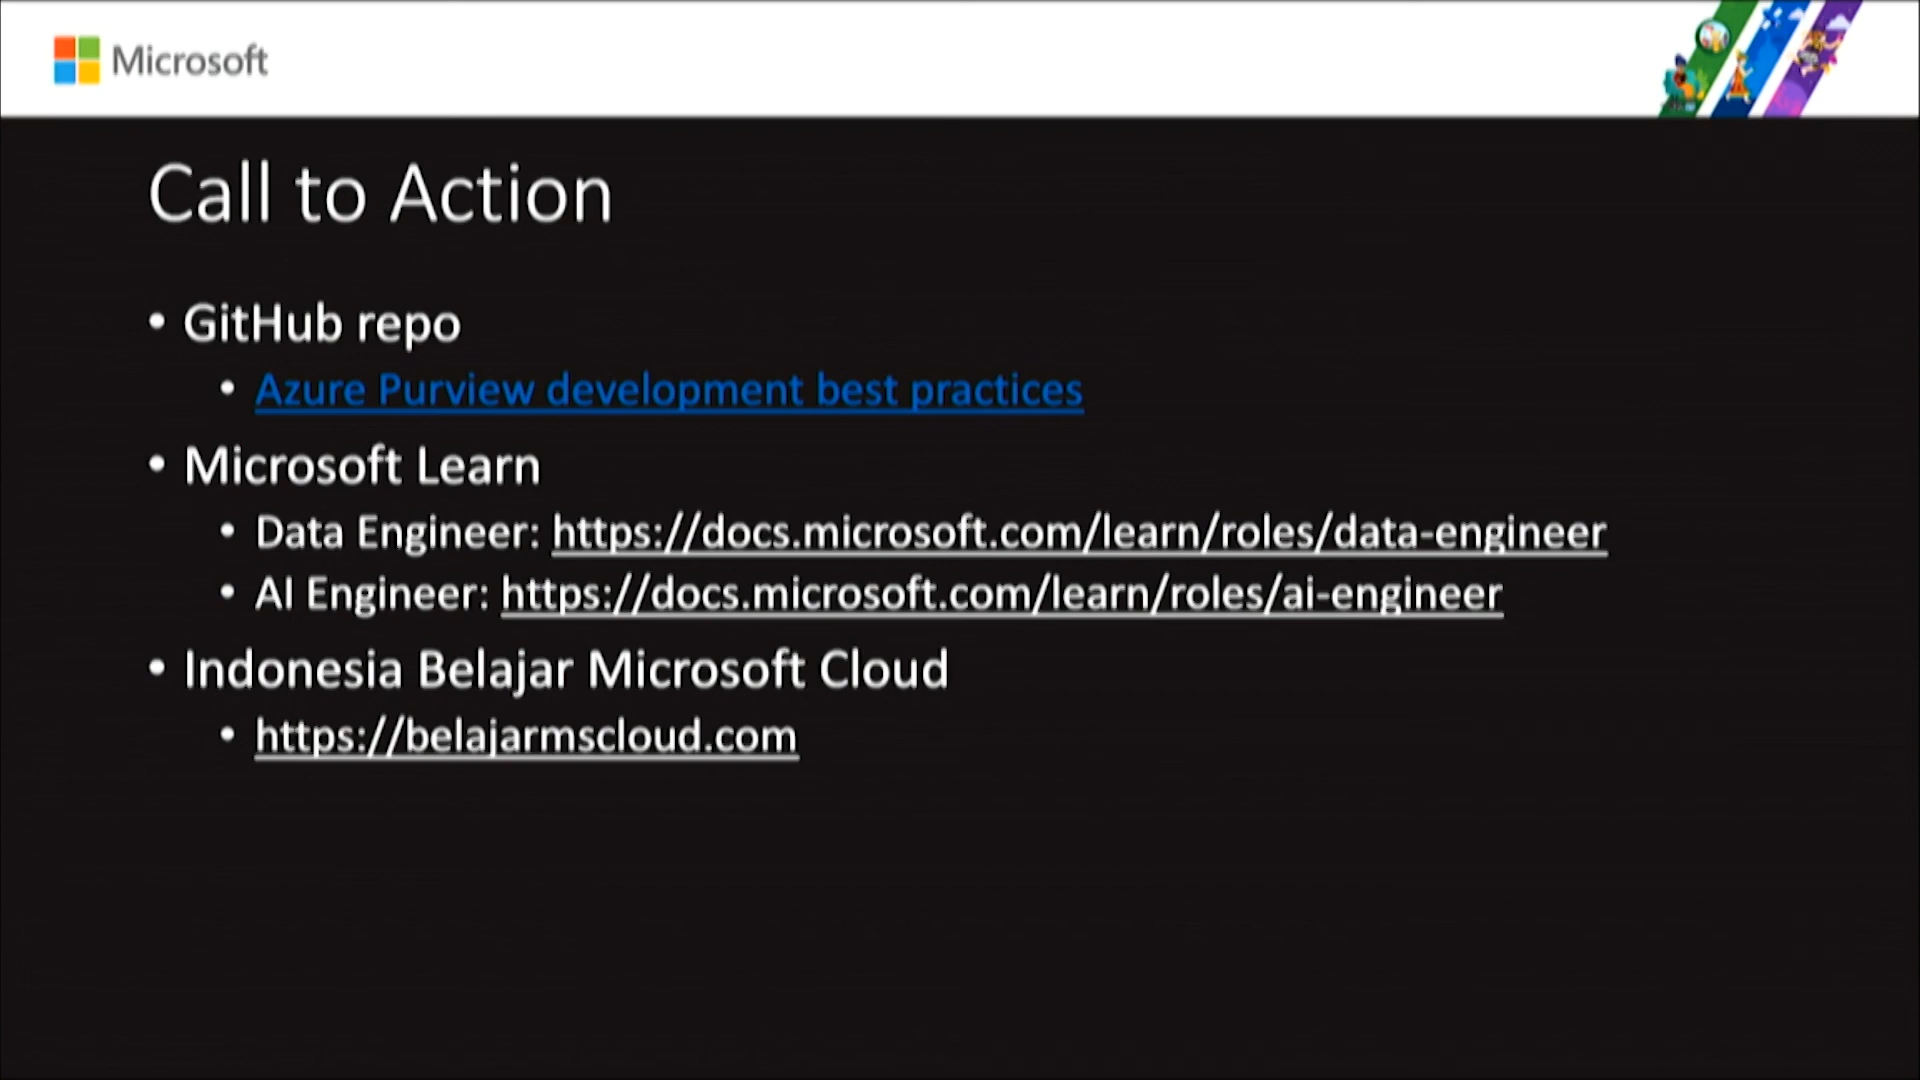 Microsoft
Call to Action
• GitHub repo
• Azure Purview development best practices
• Microsoft Learn
• Data Engineer: https://docs.microsoft.com/learn/roles/data-engineer
• AI Engineer: https://docs.microsoft.com/learn/roles/ai-engineer
• Indonesia Belajar Microsoft Cloud
• https://belajarmscloud.com